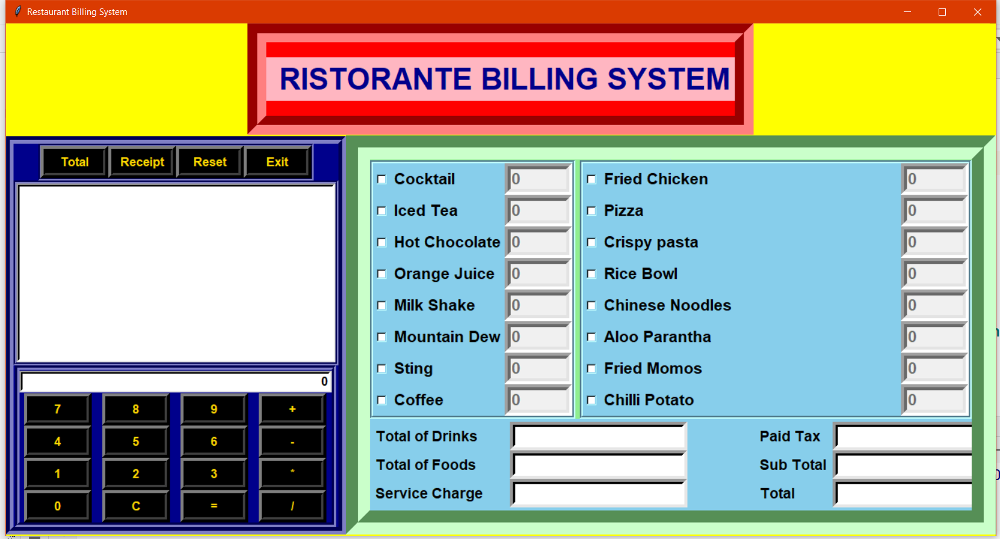 Restaurant Billing System
RISTORANTE BILLING SYSTEM
Total Receipt Reset Exit
0
7 8 9 +
4 5 6 -
1 2 3 *
0 C = /
Cocktail 0
Iced Tea 0
Hot Chocolate 0
Orange Juice 0
Milk Shake 0
Mountain Dew 0
Sting 0
Coffee 0
Fried Chicken 0
Pizza 0
Crispy pasta 0
Rice Bowl 0
Chinese Noodles 0
Aloo Parantha 0
Fried Momos 0
Chilli Potato 0
Total of Drinks
Total of Foods
Service Charge
Paid Tax
Sub Total
Total